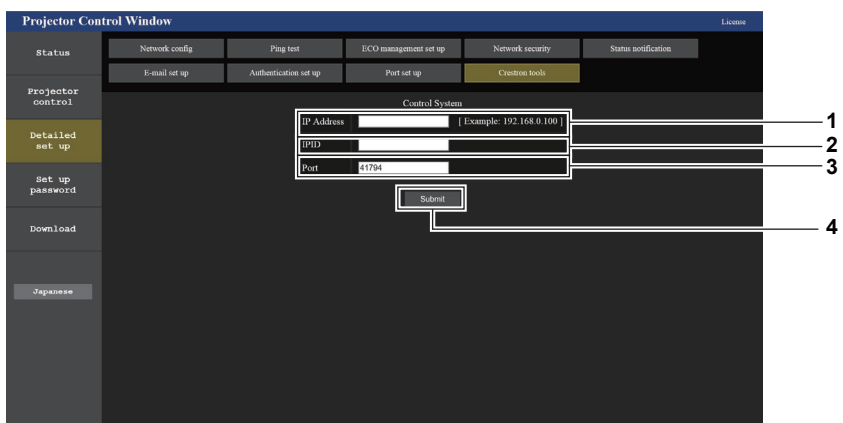 Projector Control Window
License
Status
Network config
Ping test
ECO management set up
Network security
Status notification
E-mail set up
Authentication set up
Port set up
Crestron tools
Projector
control
Detailed
set up
Set up
password
Download
Japanese
Control System
IP Address [ Example: 192.168.0.100 ]
1
IPID
2
Port 41794
3
Submit
4